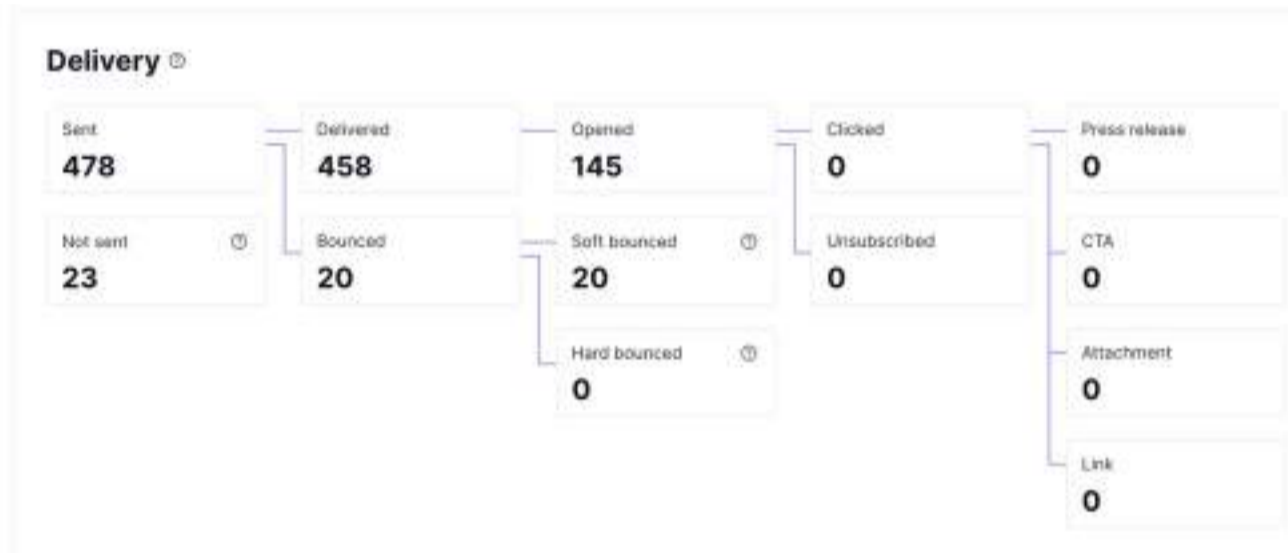 Delivery
Sent
478
Delivered
458
Opened
145
Clicked
0
Press release
0
Not sent
23
Bounced
20
Soft bounced
20
Unsubscribed
0
CTA
0
Hard bounced
0
Attachment
0
Link
0